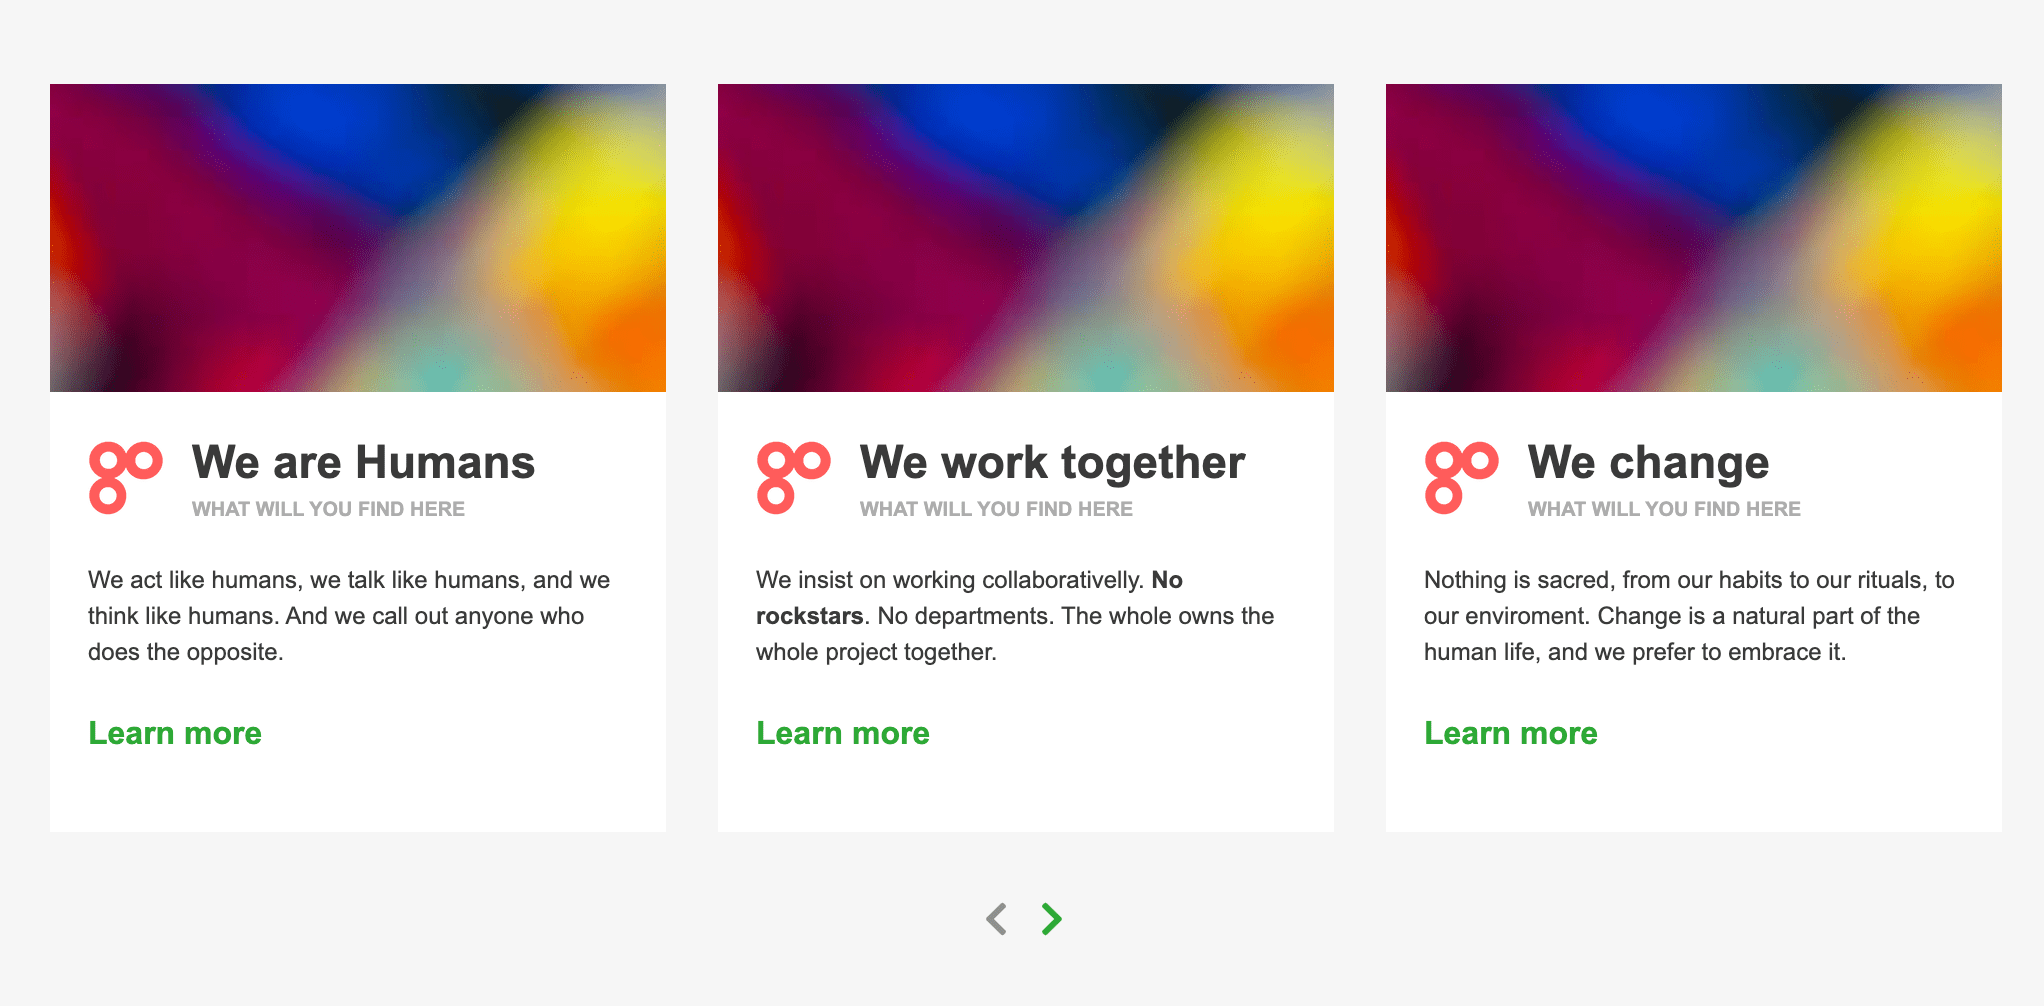 We are Humans
WHAT WILL YOU FIND HERE
We act like humans, we talk like humans, and we
think like humans. And we call out anyone who
does the opposite.
Learn more
We work together
WHAT WILL YOU FIND HERE
We insist on working collaborativelly. No
rockstars. No departments. The whole owns the
whole project together.
Learn more
We change
WHAT WILL YOU FIND HERE
Nothing is sacred, from our habits to our rituals, to
our enviroment. Change is a natural part of the
human life, and we prefer to embrace it.
Learn more